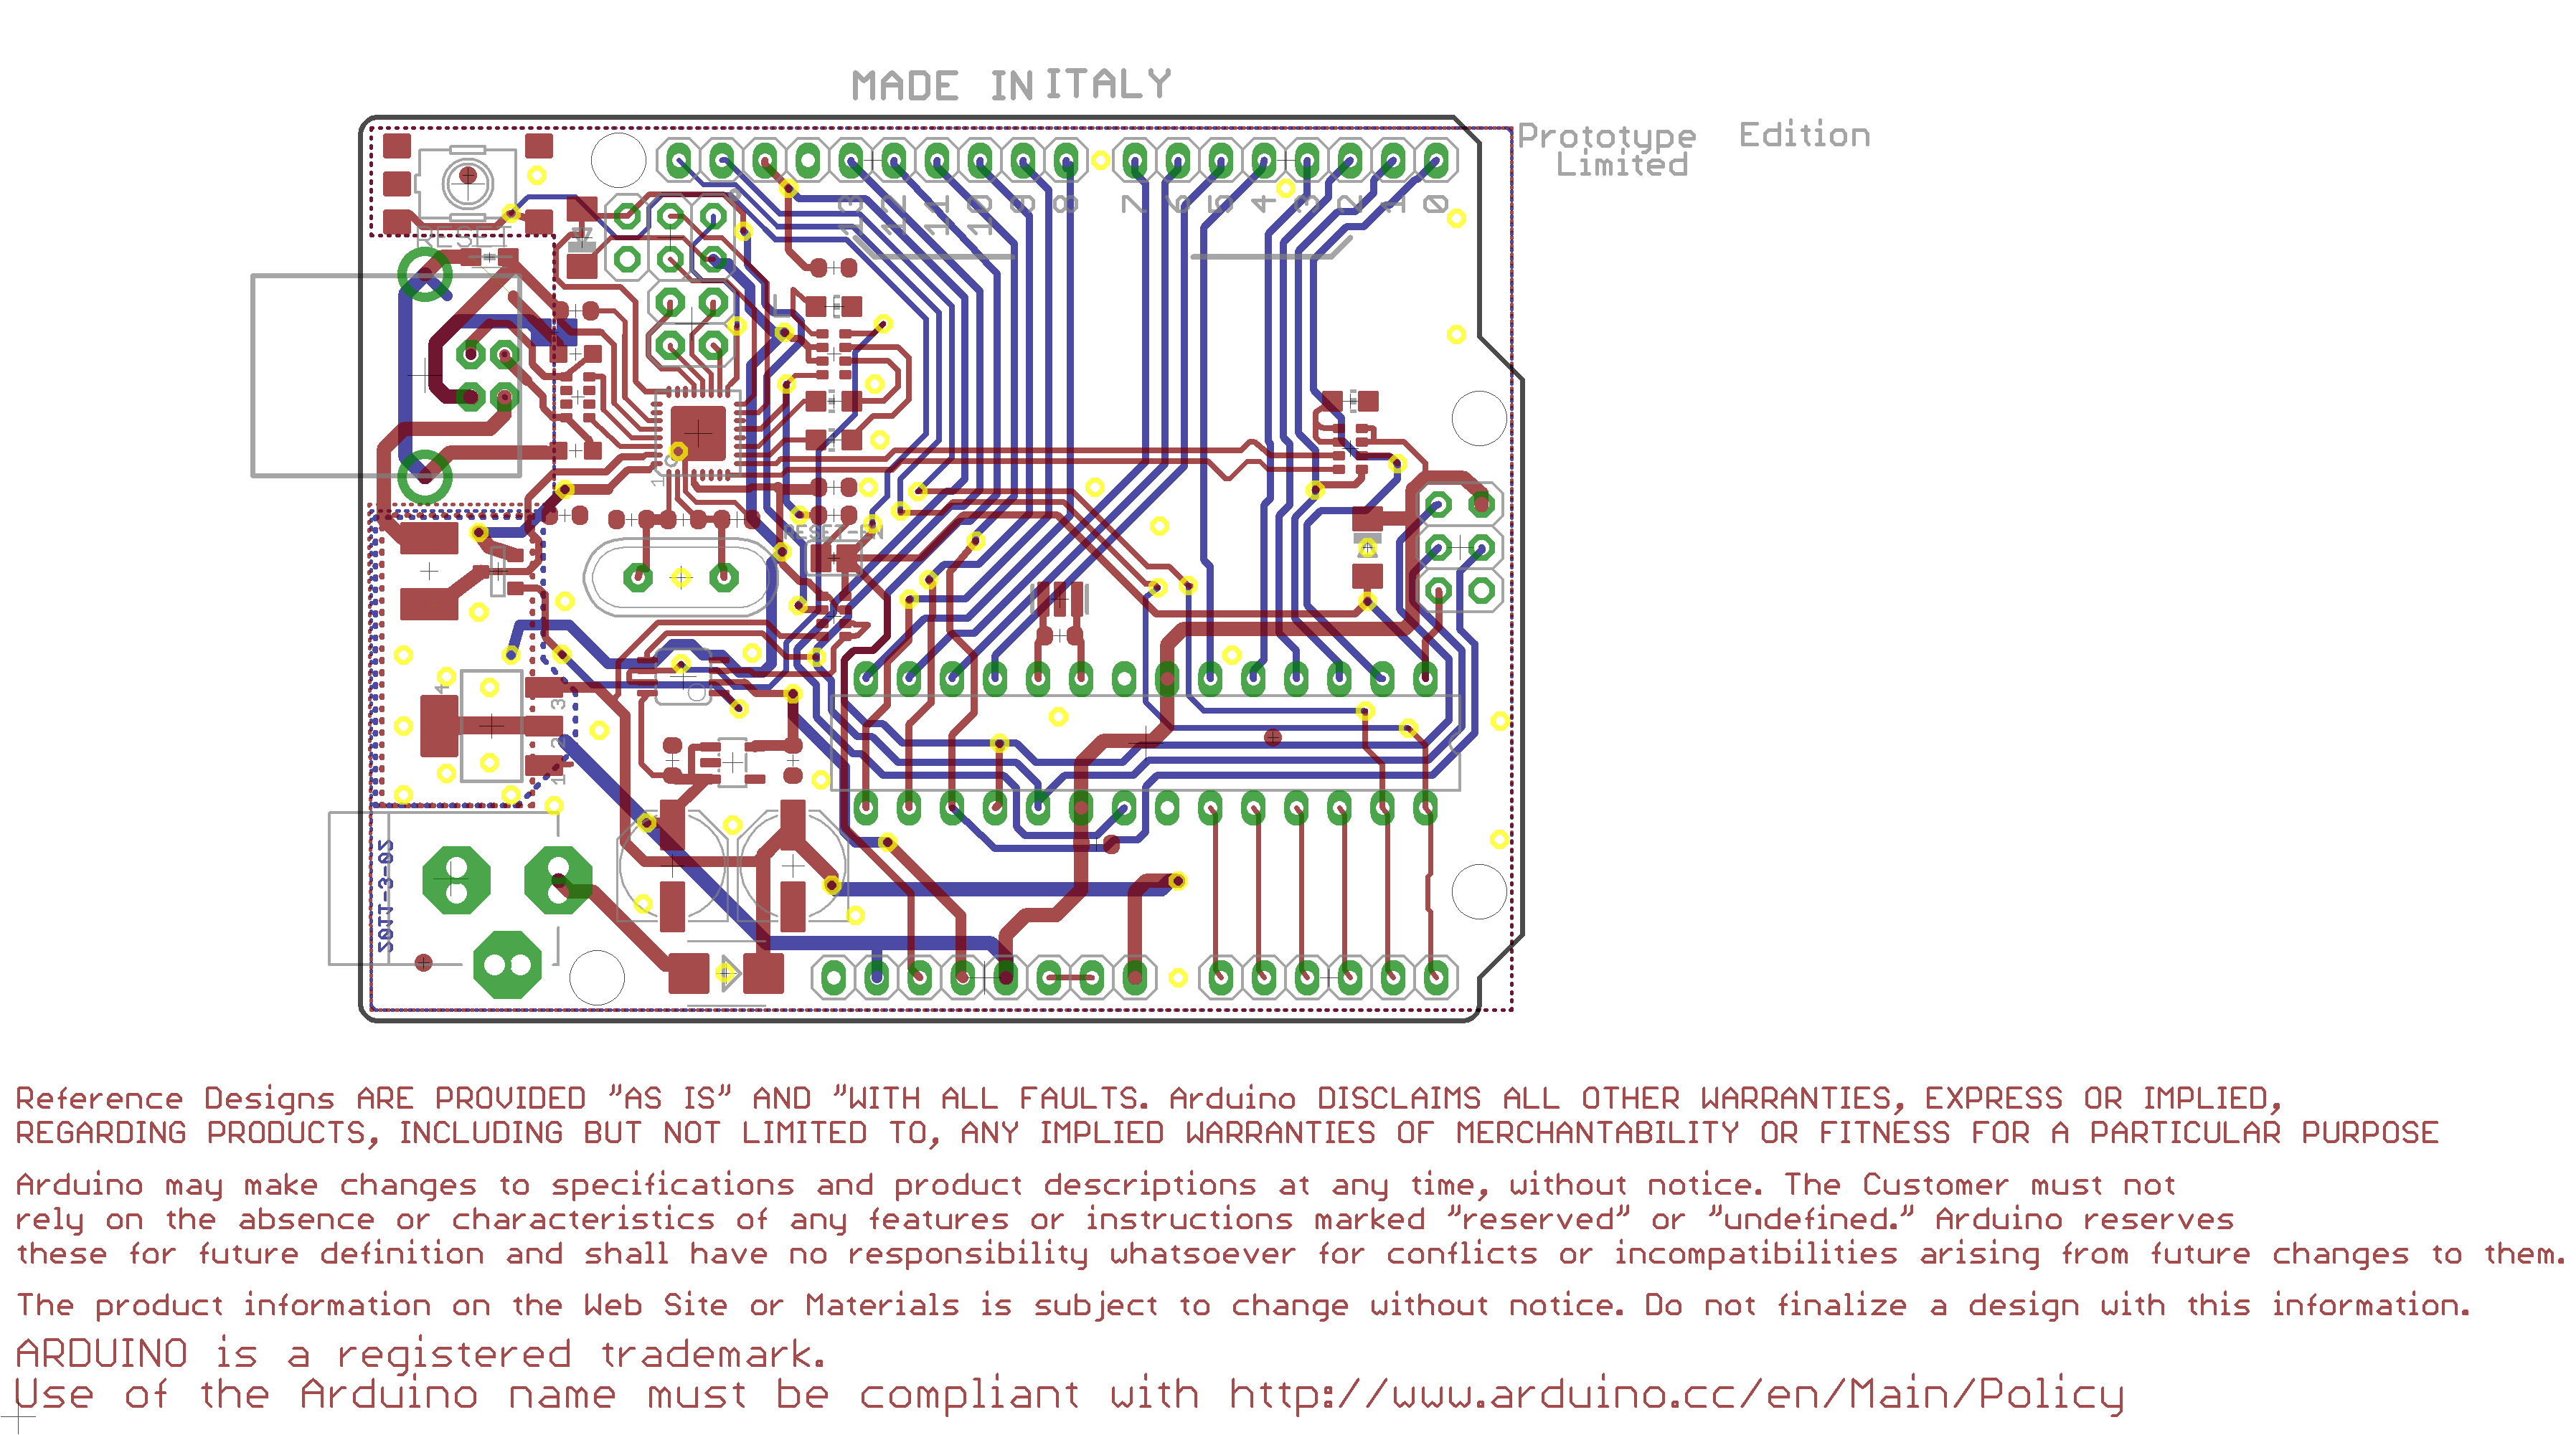 MADE IN ITALY
Prototype Edition
Limited
13 12 11 10 9 8 7 6 5 4 3 2 1 0
RESET
RESET-EN
4
3
2
1
1
2011-3-02
Reference Designs ARE PROVIDED "AS IS" AND "WITH ALL FAULTS. Arduino DISCLAIMS ALL OTHER WARRANTIES, EXPRESS OR IMPLIED,
REGARDING PRODUCTS, INCLUDING BUT NOT LIMITED TO, ANY IMPLIED WARRANTIES OF MERCHANTABILITY OR FITNESS FOR A PARTICULAR PURPOSE
Arduino may make changes to specifications and product descriptions at any time, without notice. The Customer must not
rely on the absence or characteristics of any features or instructions marked "reserved" or "undefined." Arduino reserves
these for future definition and shall have no responsibility whatsoever for conflicts or incompatibilities arising from future changes to them.
The product information on the Web Site or Materials is subject to change without notice. Do not finalize a design with this information.
ARDUINO is a registered trademark.
Use of the Arduino name must be compliant with http://www.arduino.cc/en/Main/Policy